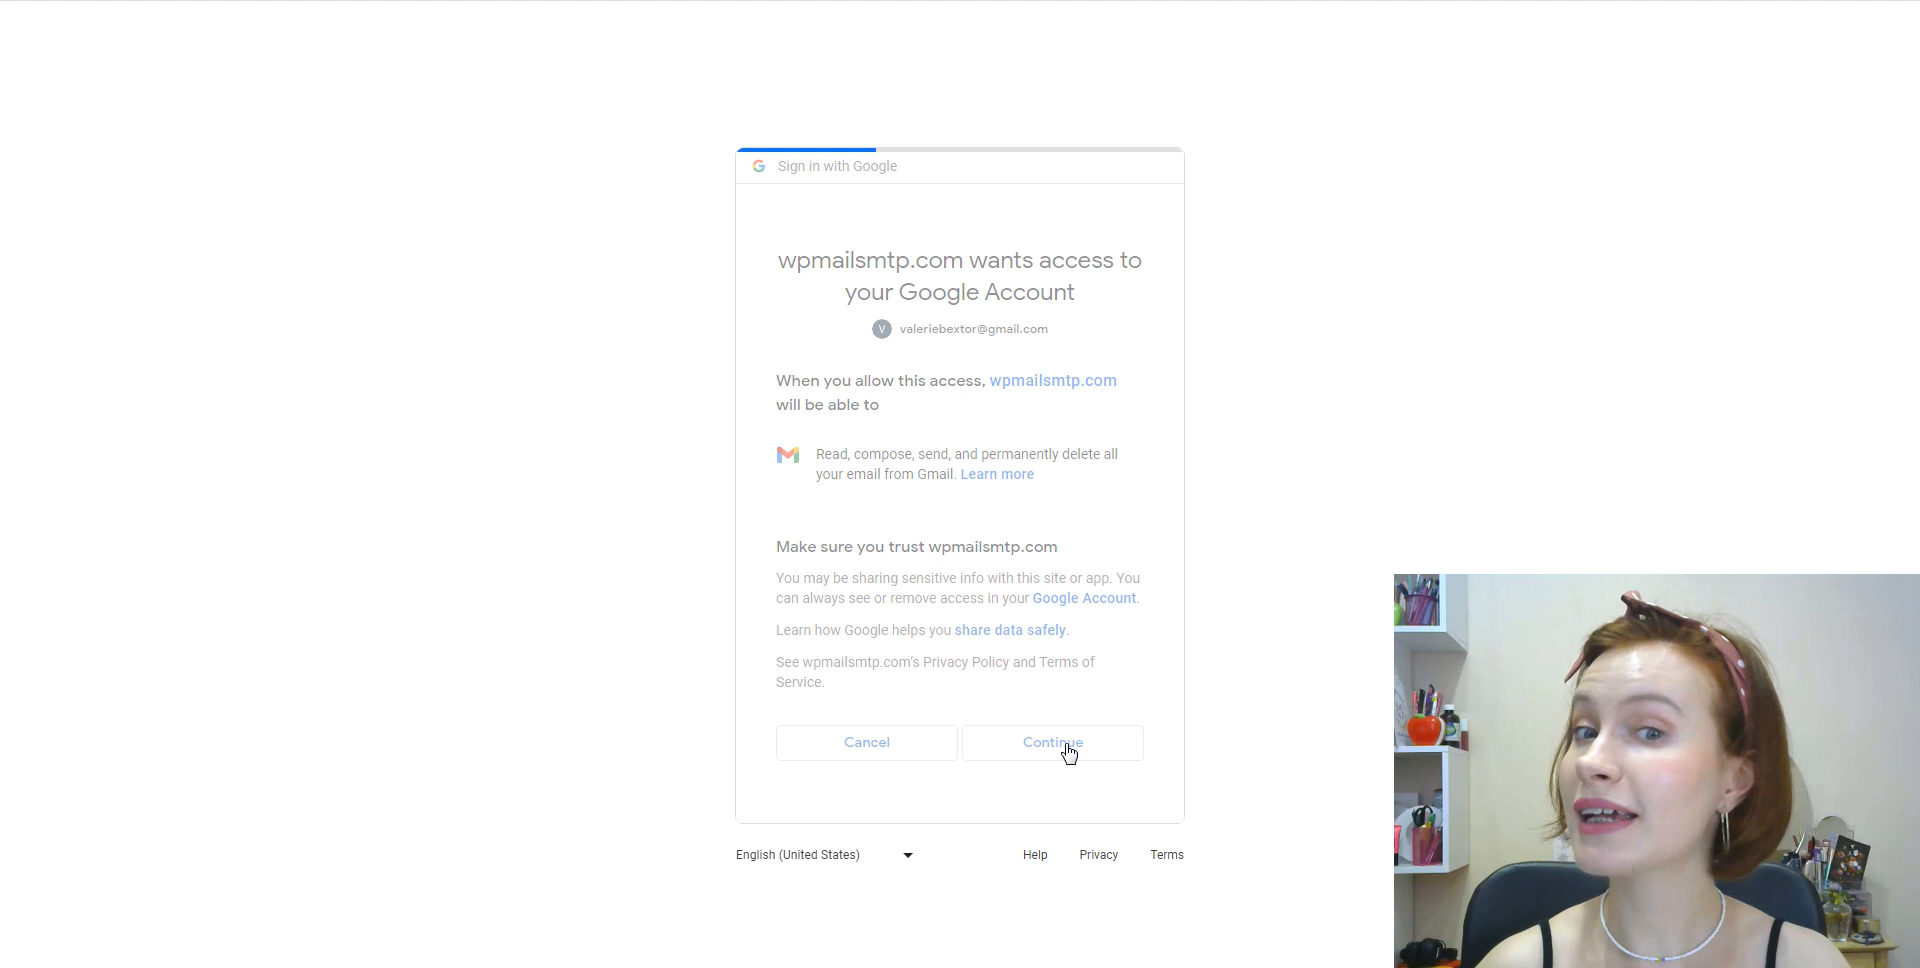 Sign in with Google
wpmailsmtp.com wants access to
your Google Account
V valeriebextor@gmail.com
When you allow this access, wpmailsmtp.com
will be able to
Read, compose, send, and permanently delete all
your email from Gmail. Learn more
Make sure you trust wpmailsmtp.com
You may be sharing sensitive info with this site or app. You
can always see or remove access in your Google Account.
Learn how Google helps you share data safely.
See wpmailsmtp.com's Privacy Policy and Terms of
Service.
Cancel Continue
English (United States) Help Privacy Terms